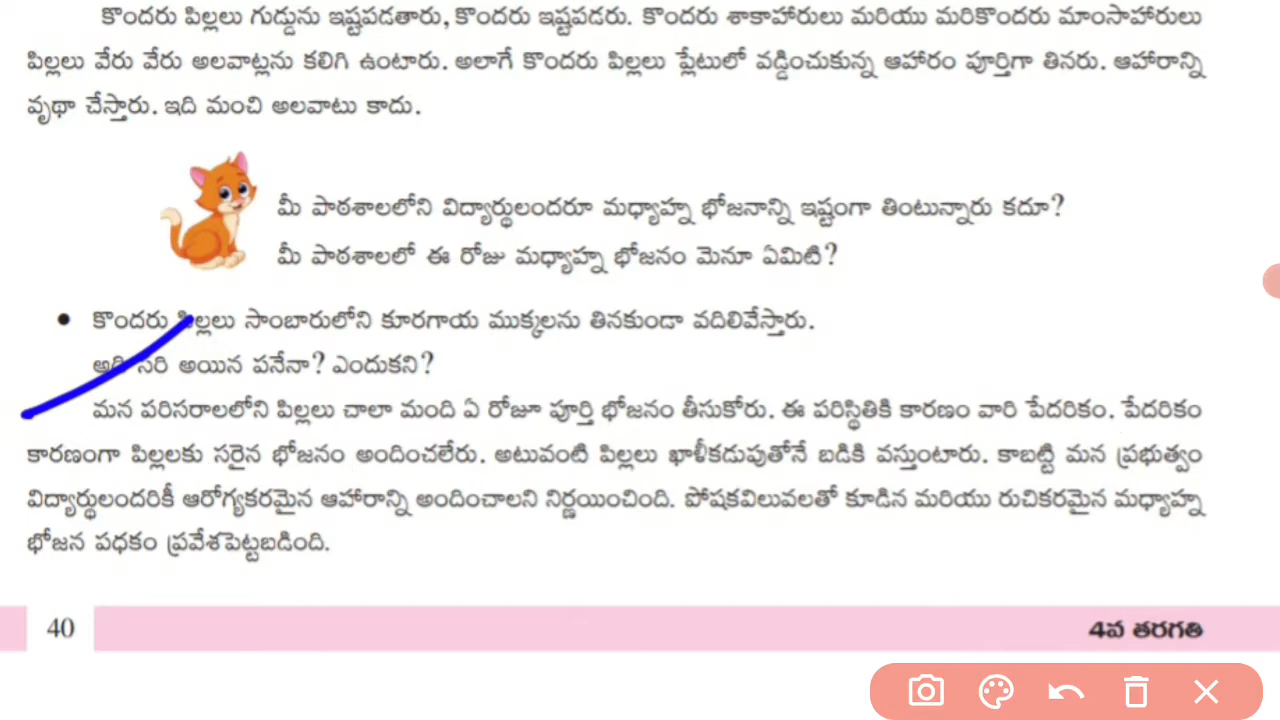 కొందరు పిల్లలు గుడ్డును ఇష్టపడతారు, కొందరు ఇష్టపడరు. కొందరు శాకాహారులు మరియు మరికొందరు మాంసాహారులు
పిల్లలు వేరు వేరు అలవాట్లను కలిగి ఉంటారు. అలాగే కొందరు పిల్లలు ప్లేటులో వడ్డించుకున్న ఆహారం పూర్తిగా తినరు. ఆహారాన్ని
వృథా చేస్తారు. ఇది మంచి అలవాటు కాదు.
మీ పాఠశాలలోని విద్యార్థులందరూ మధ్యాహ్న భోజనాన్ని ఇష్టంగా తింటున్నారు కదూ?
మీ పాఠశాలలో ఈ రోజు మధ్యాహ్న భోజనం మెనూ ఏమిటి?
• కొందరు పిల్లలు సాంబారులోని కూరగాయ ముక్కలను తినకుండా వదిలివేస్తారు.
అది సరి అయిన పనేనా? ఎందుకని?
మన పరిసరాలలోని పిల్లలు చాలా మంది ఏ రోజూ పూర్తి భోజనం తీసుకోరు. ఈ పరిస్థితికి కారణం వారి పేదరికం. పేదరికం
కారణంగా పిల్లలకు సరైన భోజనం అందించలేరు. అటువంటి పిల్లలు ఖాళీకడుపుతోనే బడికి వస్తుంటారు. కాబట్టి మన ప్రభుత్వం
విద్యార్థులందరికీ ఆరోగ్యకరమైన ఆహారాన్ని అందించాలని నిర్ణయించింది. పోషకవిలువలతో కూడిన మరియు రుచికరమైన మధ్యాహ్న
భోజన పధకం ప్రవేశపెట్టబడింది.
40
4వ తరగతి